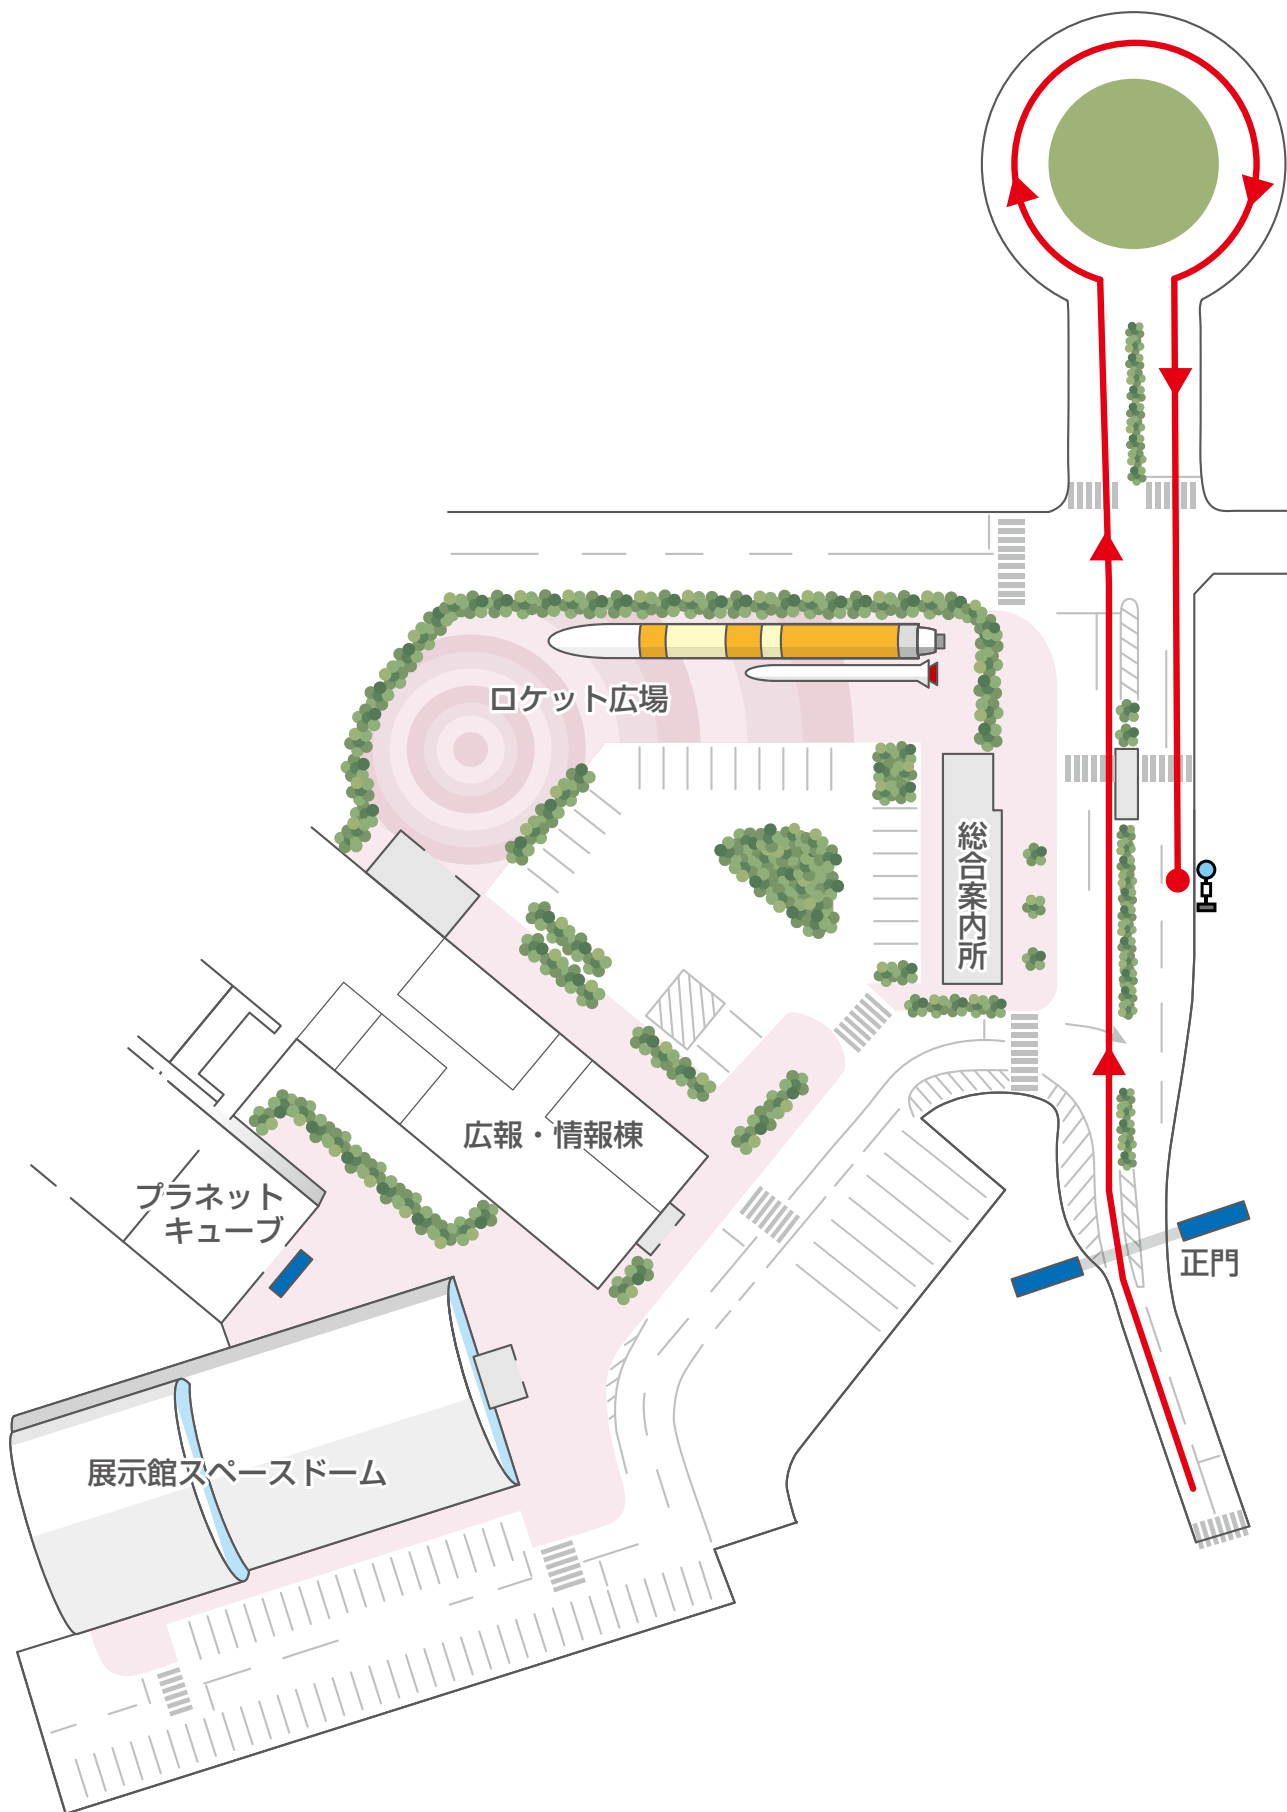 ロケット広場
総合案内所
広報・情報棟
プラネット
キューブ
正門
展示館スペースドーム